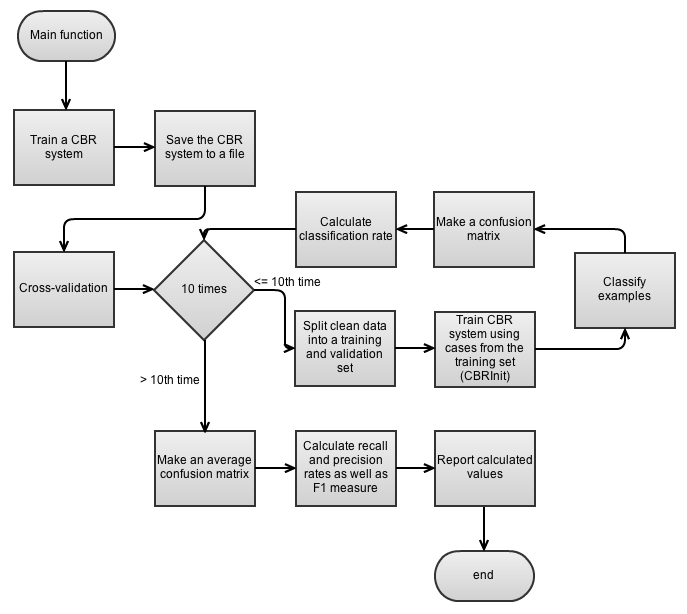 Main function
Train a CBR
system
Save the CBR
system to a file
Calculate
classification rate
Make a confusion
matrix
Cross-validation
10 times
<= 10th time
Classify
examples
Split clean data
into a training
and validation
set
Train CBR
system using
cases from the
training set
(CBRInit)
> 10th time
Make an average
confusion matrix
Calculate recall
and precision
rates as well as
F1 measure
Report calculated
values
end